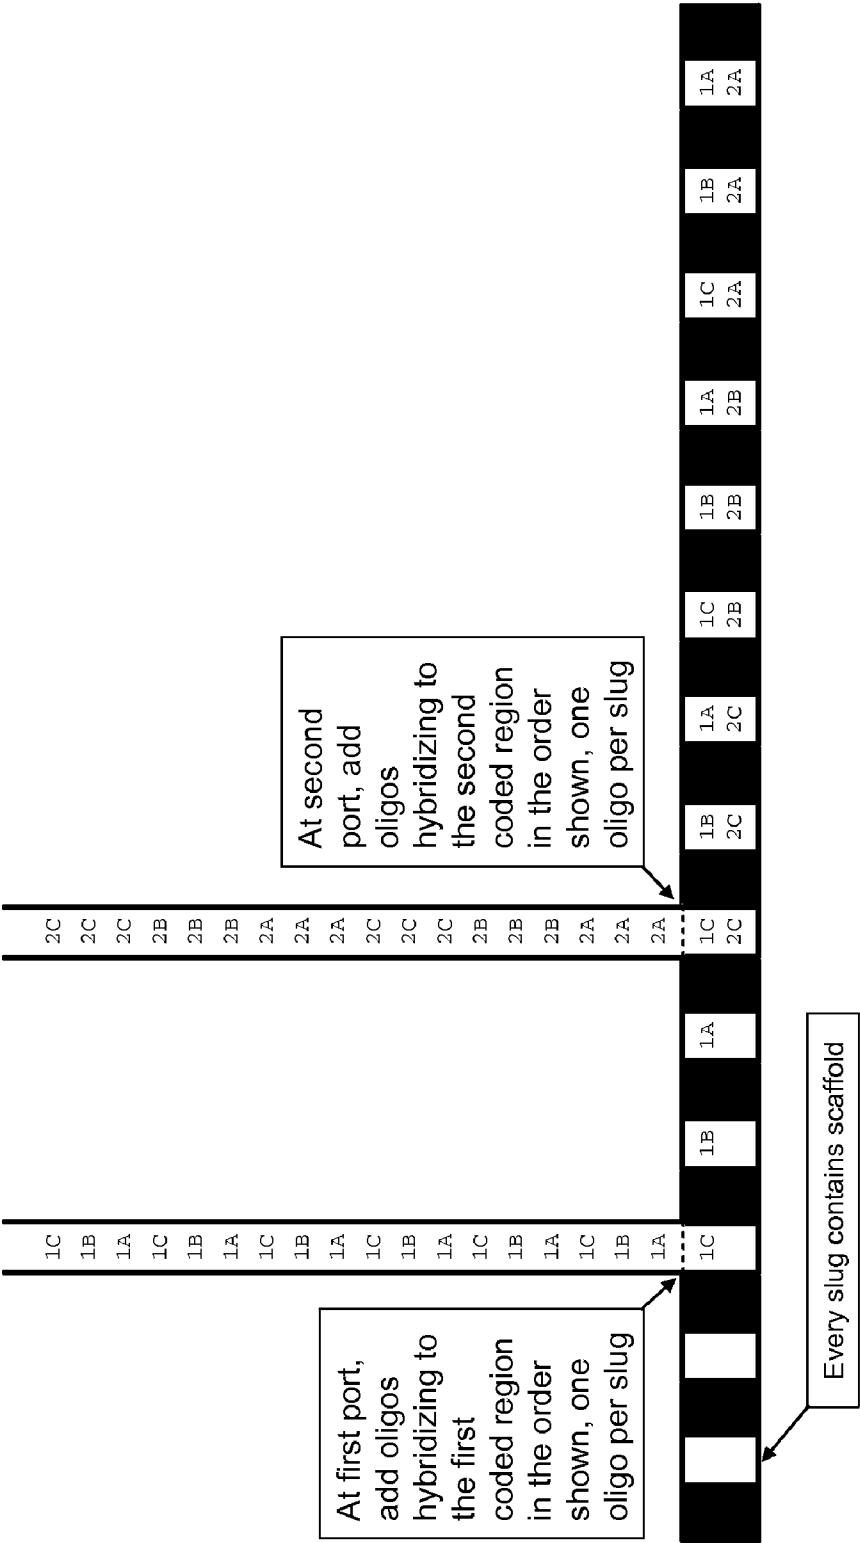 At first port,
add oligos
hybridizing to
the first
coded region
in the order
shown, one
oligo per slug
1C
1B
1A
1C
1B
1A
1C
1B
1A
1C
1B
1A
1C
1B
1A
1C
1B
1A
2C
2C
2C
2B
2B
2B
2A
2A
2A
2C
2C
2C
2B
2B
2B
2A
2A
2A
At second
port, add
oligos
hybridizing to
the second
coded region
in the order
shown, one
oligo per slug
1C
1B
1A
1C
2C
1B
2C
1A
2C
1C
2B
1B
2B
1A
2B
1C
2A
1B
2A
1A
2A
Every slug contains scaffold